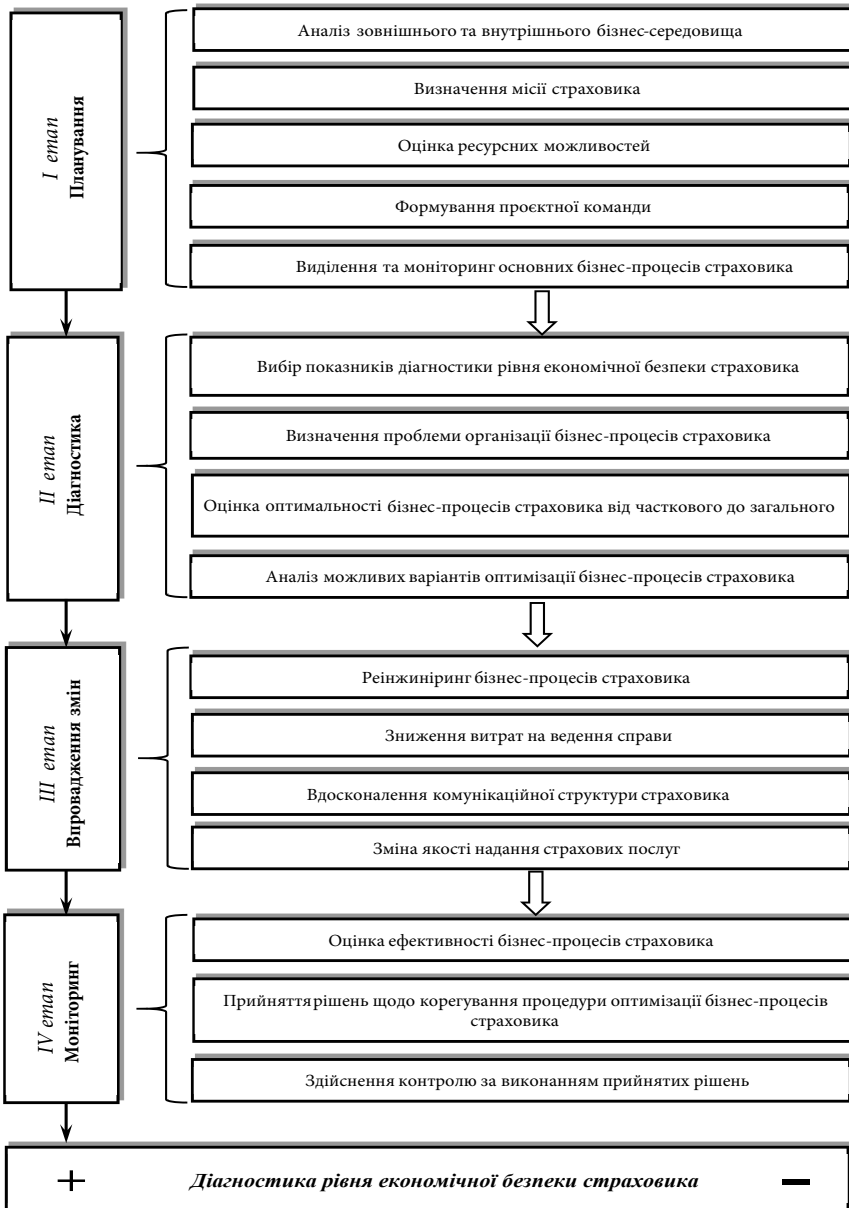 I етап
Планування
Аналіз зовнішнього та внутрішнього бізнес-середовища
Визначення місії страховика
Оцінка ресурсних можливостей
Формування проєктної команди
Виділення та моніторинг основних бізнес-процесів страховика
II етап
Діагностика
Вибір показників діагностики рівня економічної безпеки страховика
Визначення проблеми організації бізнес-процесів страховика
Оцінка оптимальності бізнес-процесів страховика від часткового до загального
Аналіз можливих варіантів оптимізації бізнес-процесів страховика
III етап
Впровадження змін
Реінжиніринг бізнес-процесів страховика
Зниження витрат на ведення справи
Вдосконалення комунікаційної структури страховика
Зміна якості надання страхових послуг
IV етап
Моніторинг
Оцінка ефективності бізнес-процесів страховика
Прийняття рішень щодо корегування процедури оптимізації бізнес-процесів
страховика
Здійснення контролю за виконанням прийнятих рішень
+ Діагностика рівня економічної безпеки страховика −